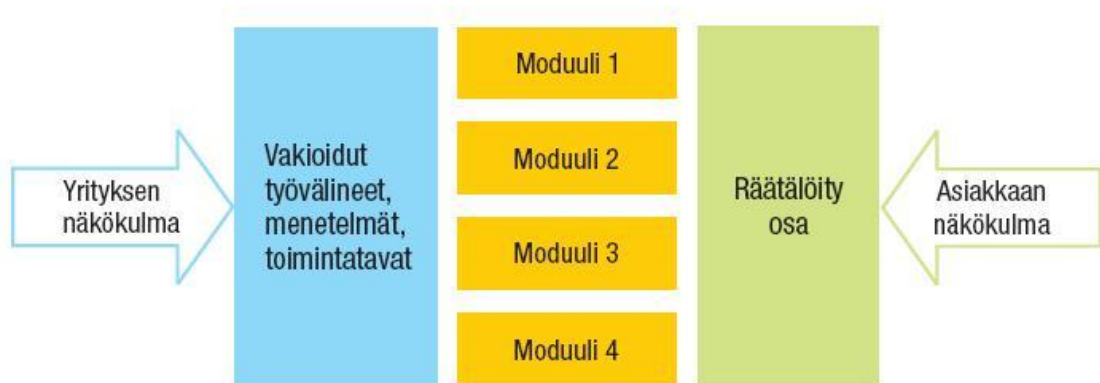 Yrityksen
näkökulma
Vakioidut
työvälineet,
menetelmät,
toimintatavat
Moduuli 1
Moduuli 2
Moduuli 3
Moduuli 4
Räätälöity
osa
Asiakkaan
näkökulma